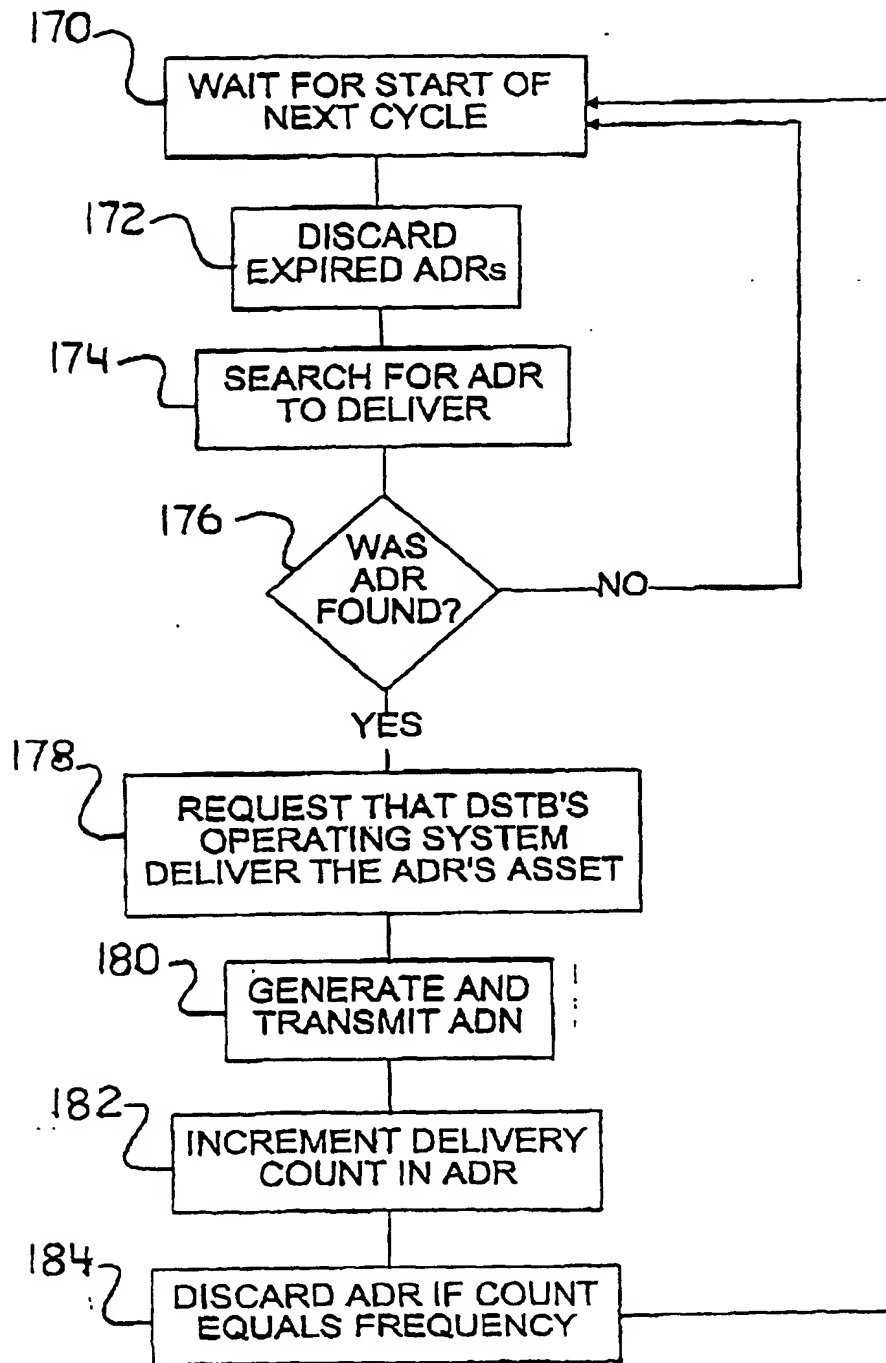 170
WAIT FOR START OF
NEXT CYCLE
172
DISCARD
EXPIRED ADRs
174
SEARCH FOR ADR
TO DELIVER
176
WAS
ADR
FOUND?
NO
YES
178
REQUEST THAT DSTB'S
OPERATING SYSTEM
DELIVER THE ADR'S ASSET
180
GENERATE AND
TRANSMIT ADN
182
INCREMENT DELIVERY
COUNT IN ADR
184
DISCARD ADR IF COUNT
EQUALS FREQUENCY